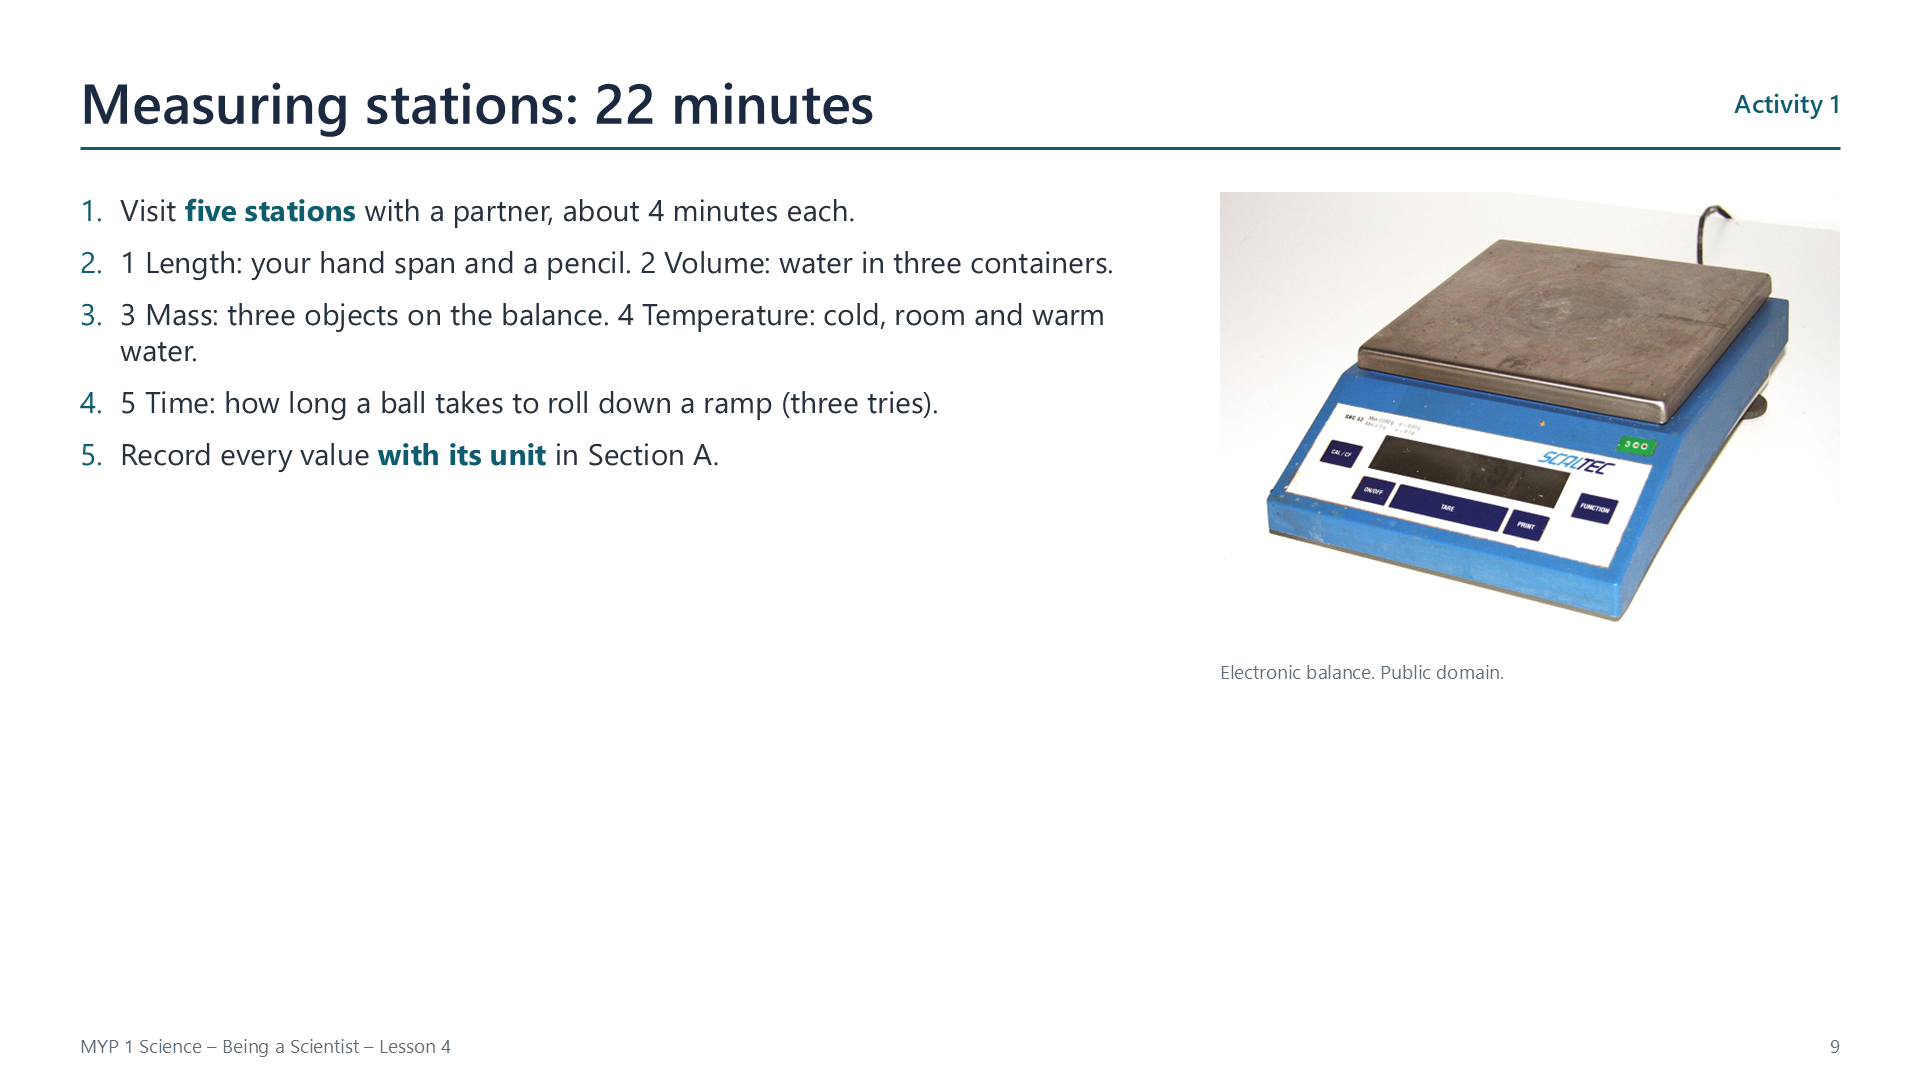 Measuring stations: 22 minutes
Activity 1
1. Visit five stations with a partner, about 4 minutes each.
2. 1 Length: your hand span and a pencil. 2 Volume: water in three containers.
3. 3 Mass: three objects on the balance. 4 Temperature: cold, room and warm
water.
4. 5 Time: how long a ball takes to roll down a ramp (three tries).
5. Record every value with its unit in Section A.
300
SCALTEC
CAL / CF
ON/OFF
TARE
PRINT
FUNCTION
Electronic balance. Public domain.
MYP 1 Science – Being a Scientist – Lesson 4
9